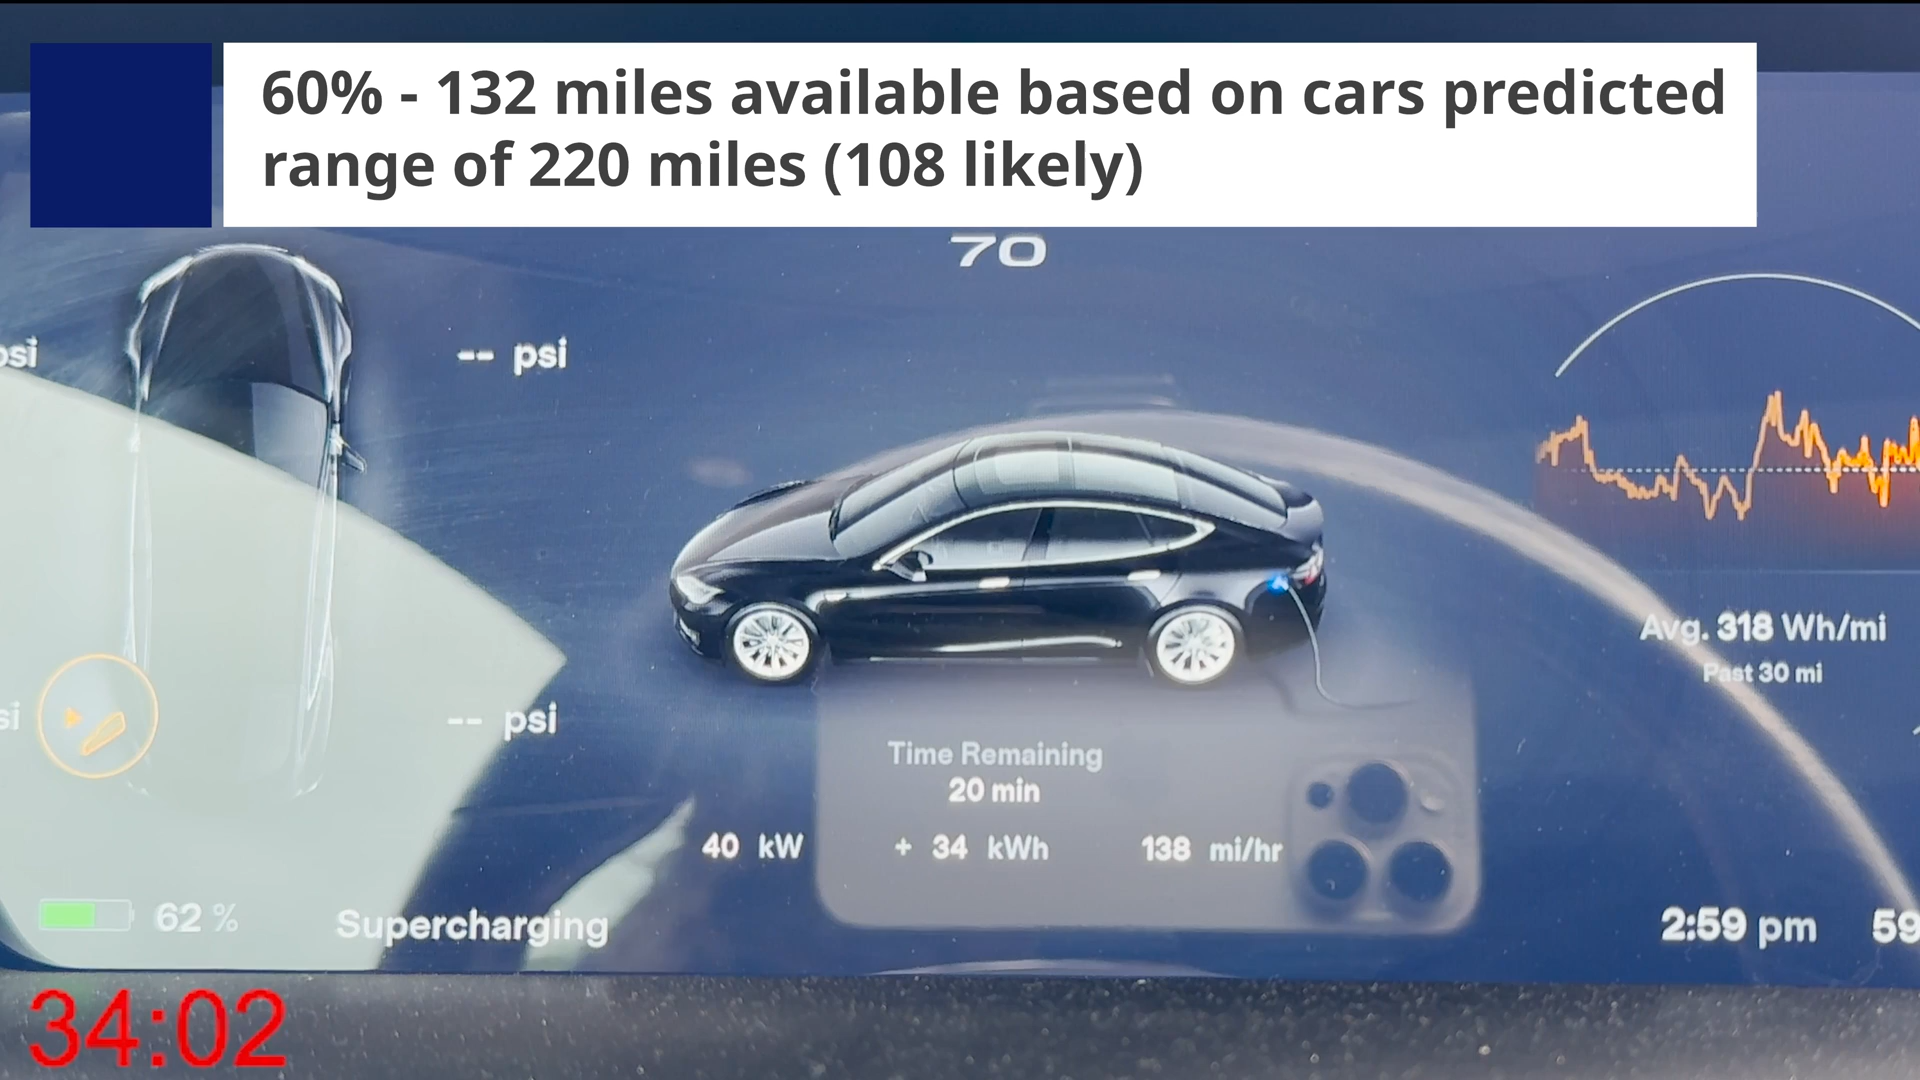 60% - 132 miles available based on cars predicted
range of 220 miles (108 likely)
70
psi
-- psi
Avg. 318 Wh/mi
Past 30 mi
-- psi
Time Remaining
20 min
40 kW + 34 kWh 138 mi/hr
62 % Supercharging
2:59 pm 59
34:02